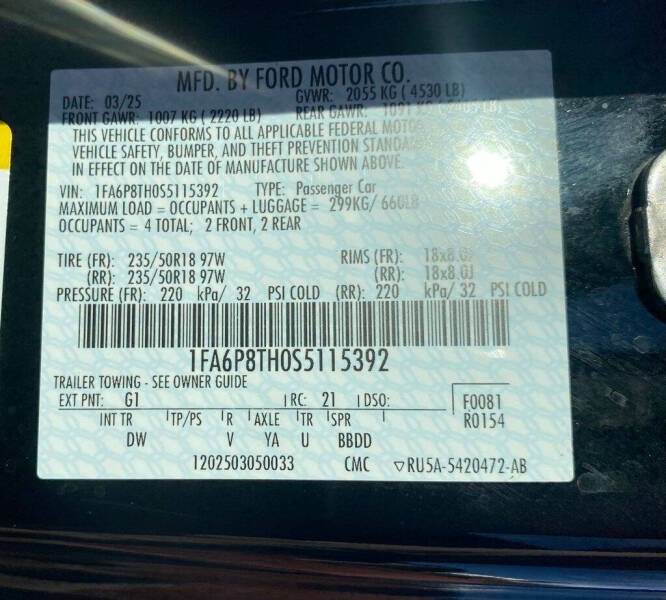 MFD. BY FORD MOTOR CO.
DATE: 03/25 GVWR: 2055 KG ( 4530 LB)
FRONT GAWR: 1007 KG ( 2220 LB) REAR GAWR: 1091 KG ( 2405 LB)
THIS VEHICLE CONFORMS TO ALL APPLICABLE FEDERAL MOTOR
VEHICLE SAFETY, BUMPER, AND THEFT PREVENTION STANDARDS
IN EFFECT ON THE DATE OF MANUFACTURE SHOWN ABOVE.
VIN: 1FA6P8TH0S5115392 TYPE: Passenger Car
MAXIMUM LOAD = OCCUPANTS + LUGGAGE = 299KG/ 660LB
OCCUPANTS = 4 TOTAL; 2 FRONT, 2 REAR
TIRE (FR): 235/50R18 97W RIMS (FR): 18x8.0J
(RR): 235/50R18 97W (RR): 18x8.0J
PRESSURE (FR): 220 kPa/ 32 PSI COLD (RR): 220 kPa/ 32 PSI COLD
1FA6P8TH0S5115392
TRAILER TOWING - SEE OWNER GUIDE
EXT PNT: G1 RC: 21 DSO: F0081
INT TR TP/PS R AXLE TR SPR R0154
DW V YA U BBDD
1202503050033 CMC ▽RU5A-5420472-AB